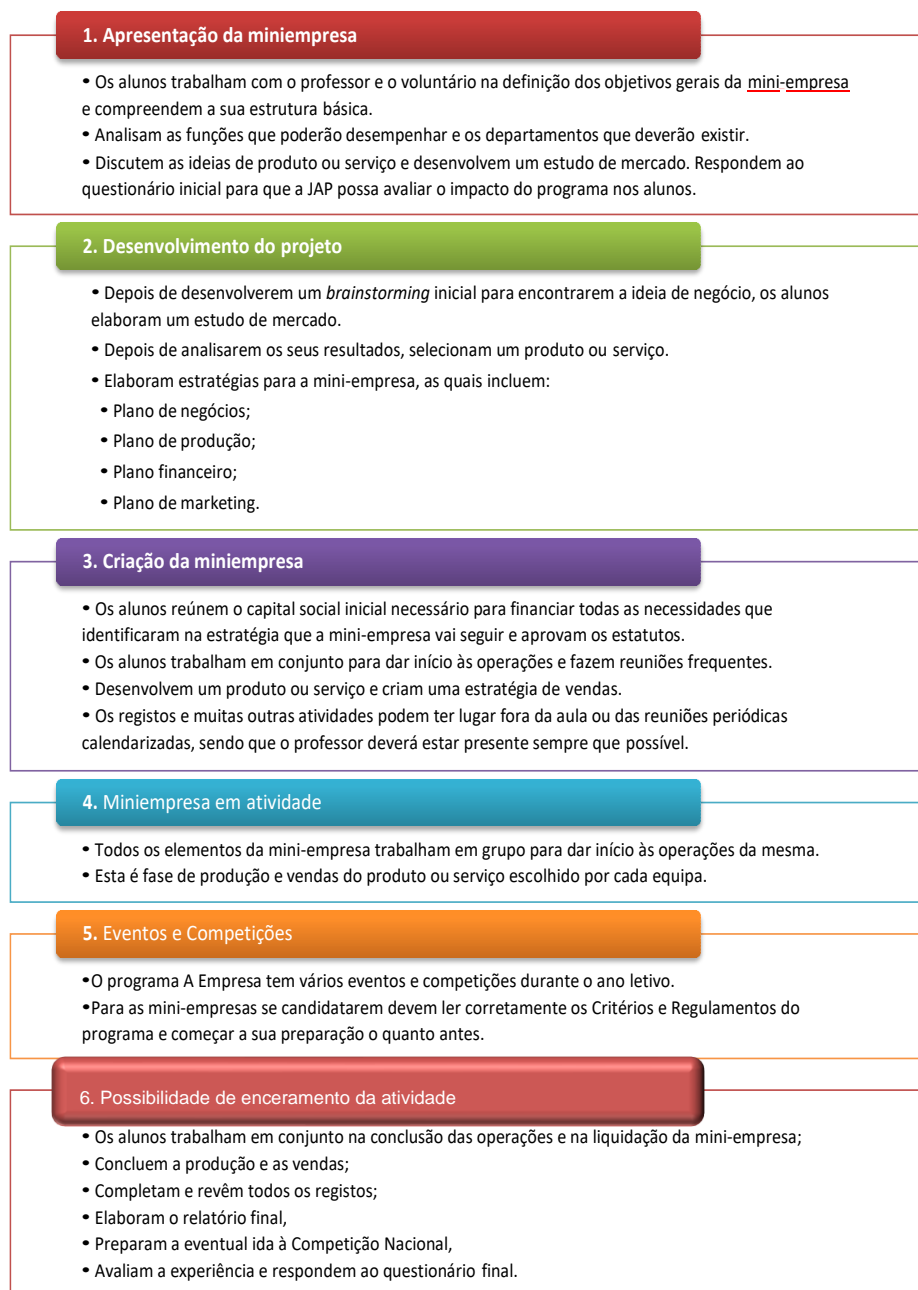 1. Apresentação da miniempresa
• Os alunos trabalham com o professor e o voluntário na definição dos objetivos gerais da mini-empresa
e compreendem a sua estrutura básica.
• Analisam as funções que poderão desempenhar e os departamentos que deverão existir.
• Discutem as ideias de produto ou serviço e desenvolvem um estudo de mercado. Respondem ao
questionário inicial para que a JAP possa avaliar o impacto do programa nos alunos.
2. Desenvolvimento do projeto
• Depois de desenvolverem um brainstorming inicial para encontrarem a ideia de negócio, os alunos
elaboram um estudo de mercado.
• Depois de analisarem os seus resultados, selecionam um produto ou serviço.
• Elaboram estratégias para a mini-empresa, as quais incluem:
• Plano de negócios;
• Plano de produção;
• Plano financeiro;
• Plano de marketing.
3. Criação da miniempresa
• Os alunos reúnem o capital social inicial necessário para financiar todas as necessidades que
identificaram na estratégia que a mini-empresa vai seguir e aprovam os estatutos.
• Os alunos trabalham em conjunto para dar início às operações e fazem reuniões frequentes.
• Desenvolvem um produto ou serviço e criam uma estratégia de vendas.
• Os registos e muitas outras atividades podem ter lugar fora da aula ou das reuniões periódicas
calendarizadas, sendo que o professor deverá estar presente sempre que possível.
4. Miniempresa em atividade
• Todos os elementos da mini-empresa trabalham em grupo para dar início às operações da mesma.
• Esta é fase de produção e vendas do produto ou serviço escolhido por cada equipa.
5. Eventos e Competições
•O programa A Empresa tem vários eventos e competições durante o ano letivo.
•Para as mini-empresas se candidatarem devem ler corretamente os Critérios e Regulamentos do
programa e começar a sua preparação o quanto antes.
6. Possibilidade de enceramento da atividade
• Os alunos trabalham em conjunto na conclusão das operações e na liquidação da mini-empresa;
• Concluem a produção e as vendas;
• Completam e revêm todos os registos;
• Elaboram o relatório final,
• Preparam a eventual ida à Competição Nacional,
• Avaliam a experiência e respondem ao questionário final.